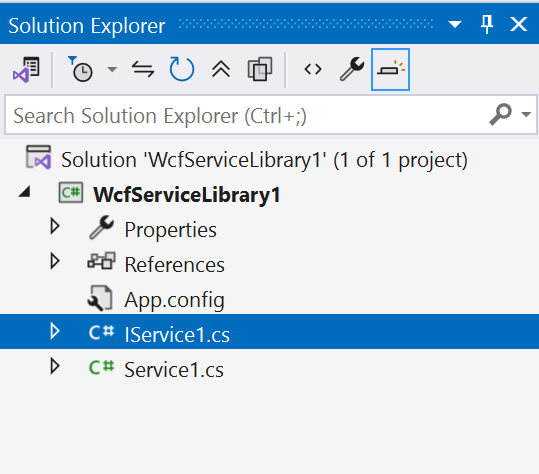 Solution Explorer
Search Solution Explorer (Ctrl+;)
Solution 'WcfServiceLibrary1' (1 of 1 project)
C# WcfServiceLibrary1
Properties
References
App.config
C# IService1.cs
C# Service1.cs